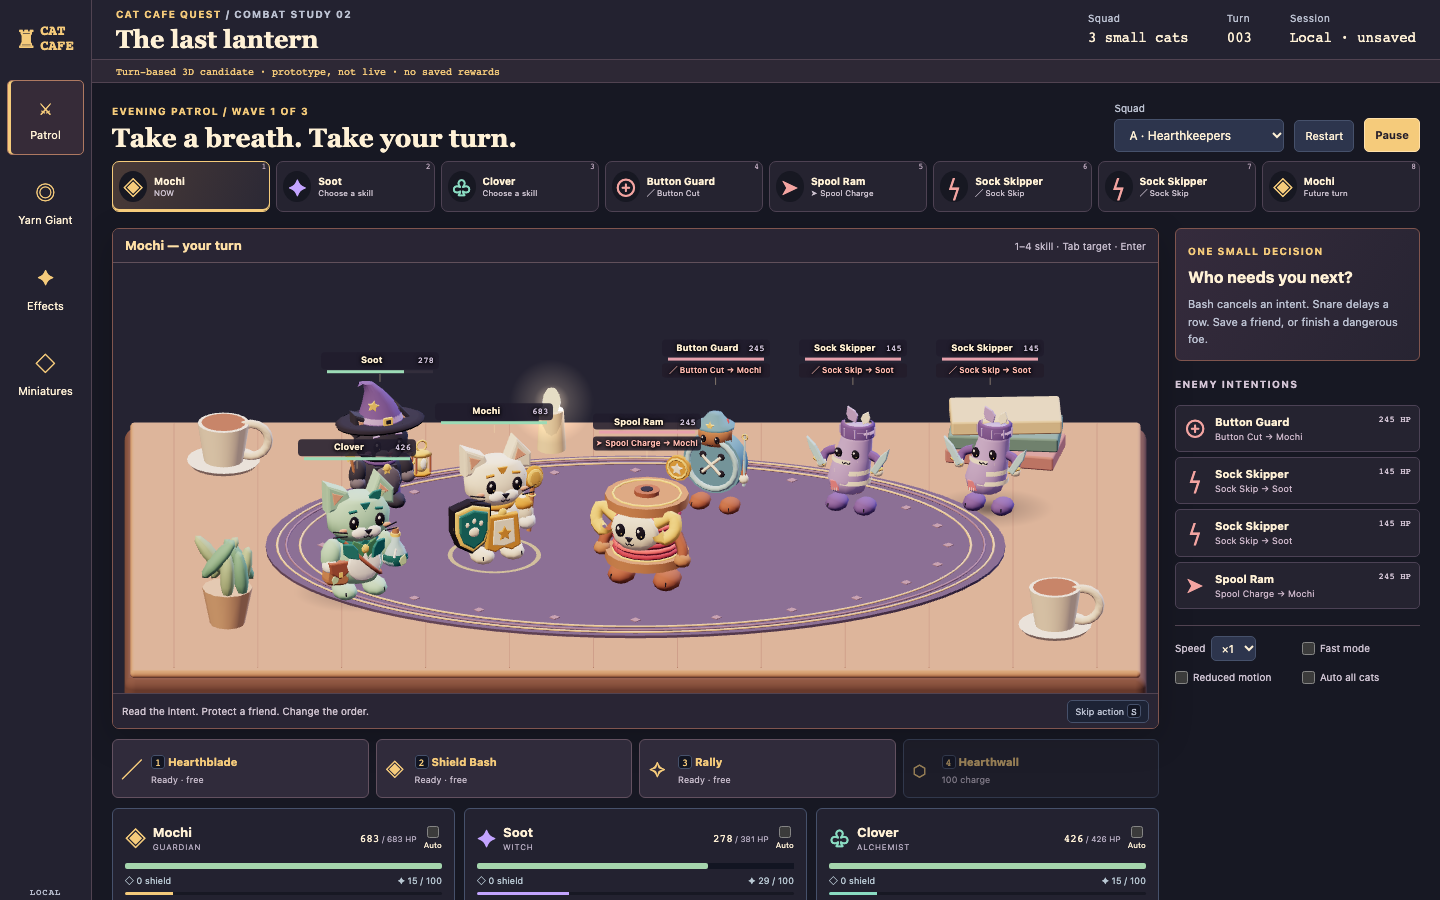 CAT
CAFE
CAT CAFE QUEST / COMBAT STUDY 02
The last lantern
Squad
3 small cats
Turn
003
Session
Local · unsaved
Turn-based 3D candidate · prototype, not live · no saved rewards
Patrol
Yarn Giant
Effects
Miniatures
LOCAL
EVENING PATROL / WAVE 1 OF 3
Take a breath. Take your turn.
Squad
A · Hearthkeepers
Restart
Pause
Mochi
NOW
1
Soot
Choose a skill
2
Clover
Choose a skill
3
Button Guard
Button Cut
4
Spool Ram
Spool Charge
5
Sock Skipper
Sock Skip
6
Sock Skipper
Sock Skip
7
Mochi
Future turn
8
Mochi — your turn
1–4 skill · Tab target · Enter
Soot 278
Mochi 683
Clover 426
Spool Ram 245
Spool Charge → Mochi
Button Guard 245
Button Cut → Mochi
Sock Skipper 145
Sock Skip → Soot
Sock Skipper 145
Sock Skip → Soot
Read the intent. Protect a friend. Change the order.
Skip action S
1 Hearthblade
Ready · free
2 Shield Bash
Ready · free
3 Rally
Ready · free
4 Hearthwall
100 charge
Mochi
GUARDIAN
683 / 683 HP
Auto
0 shield
15 / 100
Soot
WITCH
278 / 381 HP
Auto
0 shield
29 / 100
Clover
ALCHEMIST
426 / 426 HP
Auto
0 shield
15 / 100
ONE SMALL DECISION
Who needs you next?
Bash cancels an intent. Snare delays a
row. Save a friend, or finish a dangerous
foe.
ENEMY INTENTIONS
Button Guard
245 HP
Button Cut → Mochi
Sock Skipper
145 HP
Sock Skip → Soot
Sock Skipper
145 HP
Sock Skip → Soot
Spool Ram
245 HP
Spool Charge → Mochi
Speed
×1
Fast mode
Reduced motion
Auto all cats